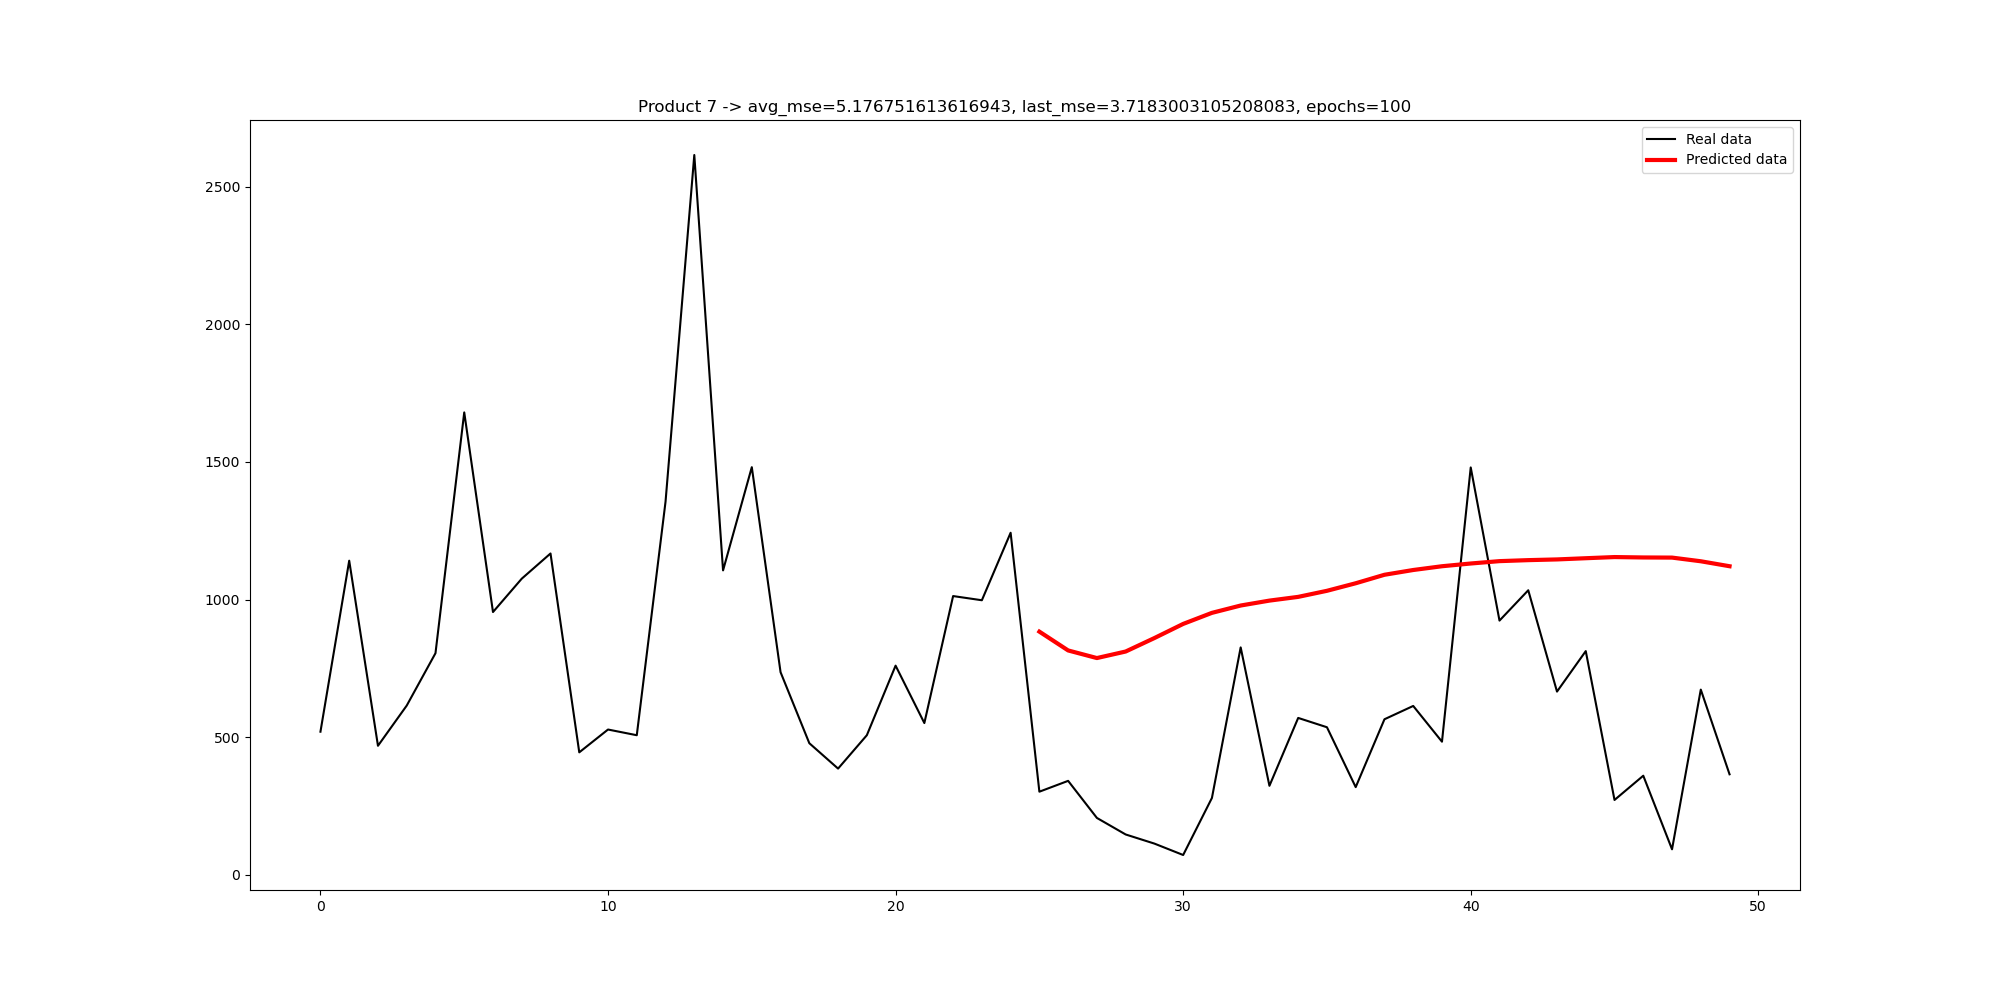 Product 7 -> avg_mse=5.176751613616943, last_mse=3.7183003105208083, epochs=100
Real data
Predicted data
2500
2000
1500
1000
500
0
0 10 20 30 40 50